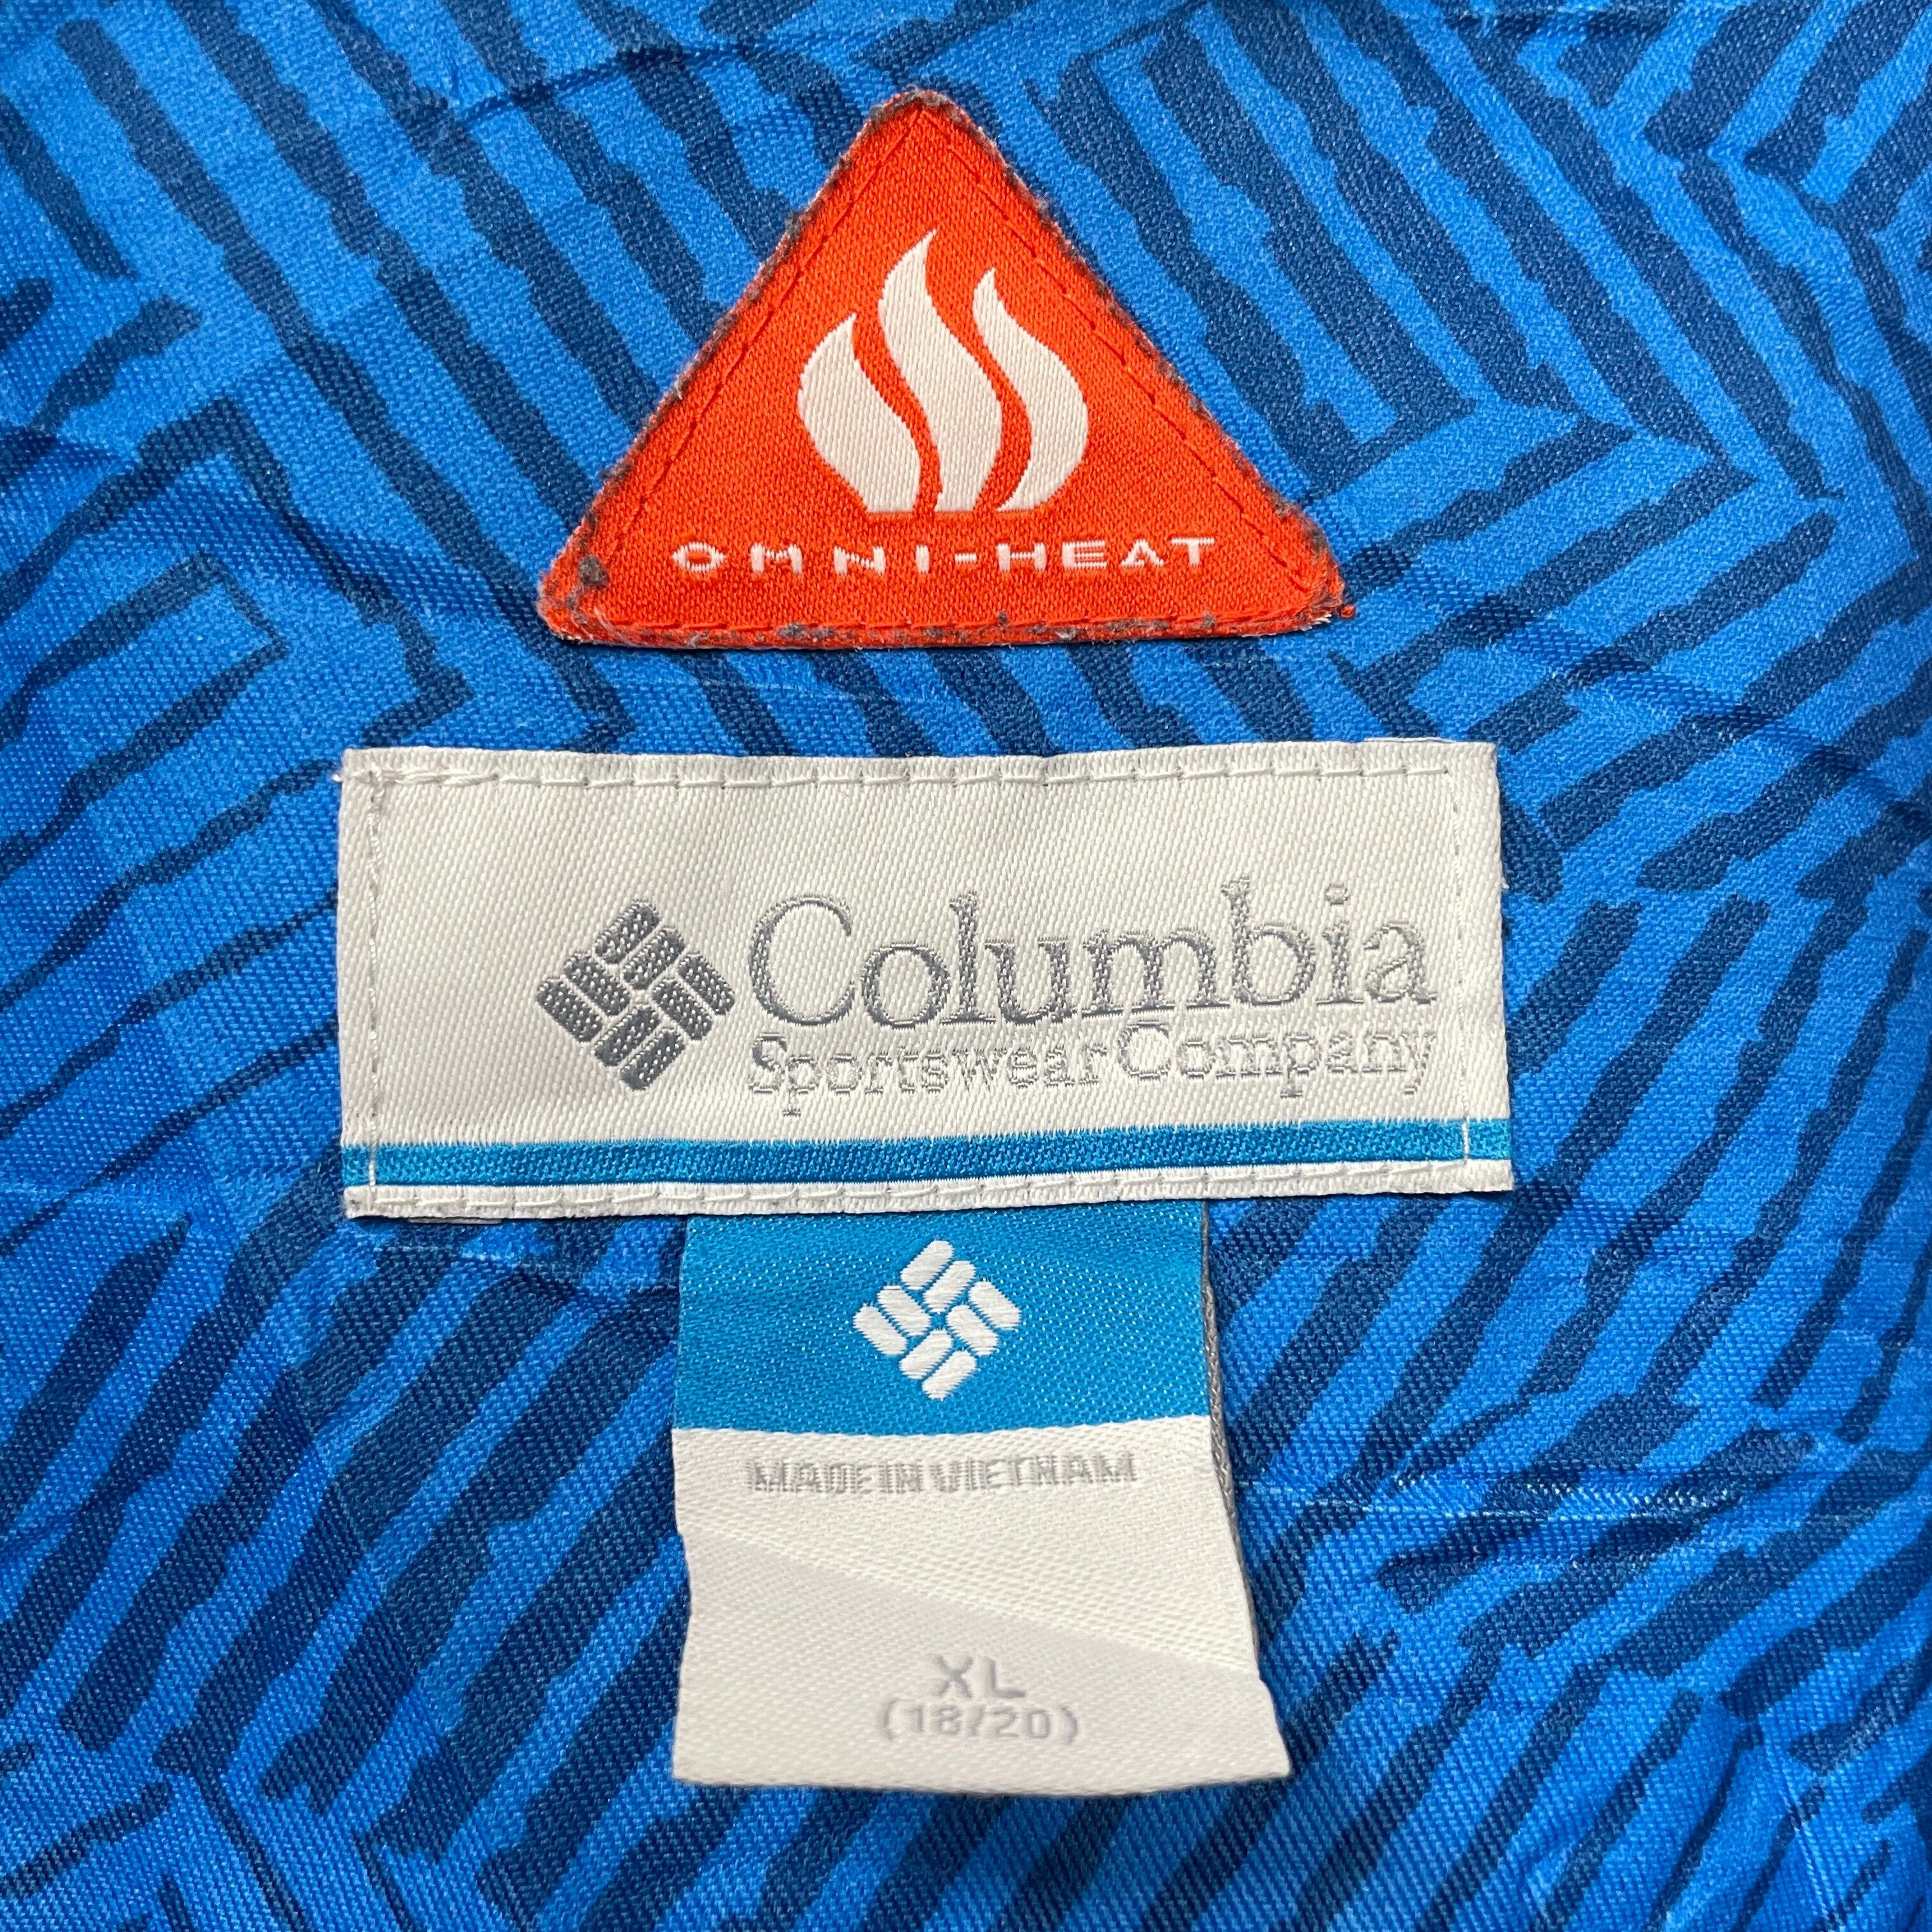 OMNI-HEAT
Columbia
Sportswear Company
MADE IN VIETNAM
XL
(18/20)